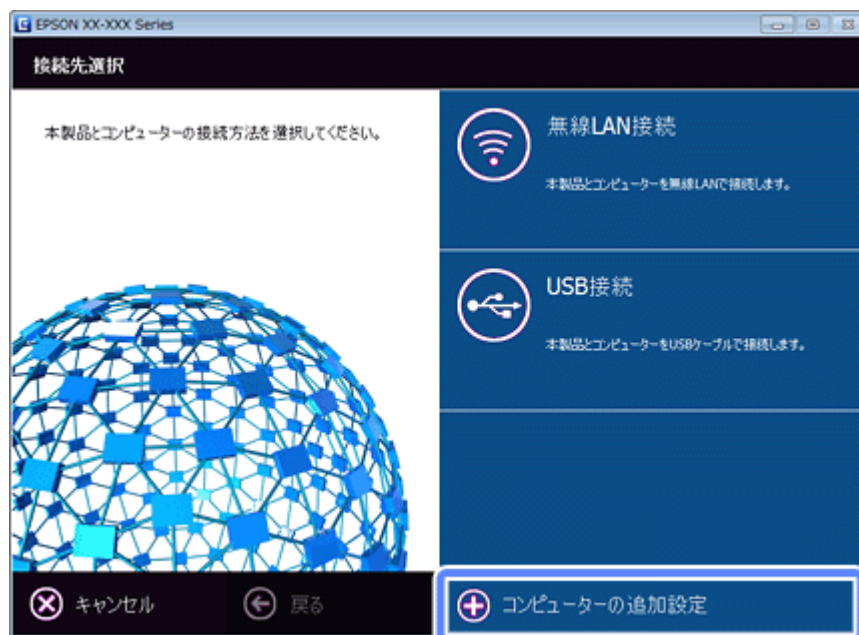 EPSON XX-XXX Series
接続先選択
本製品とコンピューターの接続方法を選択してください。
無線LAN接続
本製品とコンピューターを無線LANで接続します。
USB接続
本製品とコンピューターをUSBケーブルで接続します。
キャンセル
戻る
コンピューターの追加設定